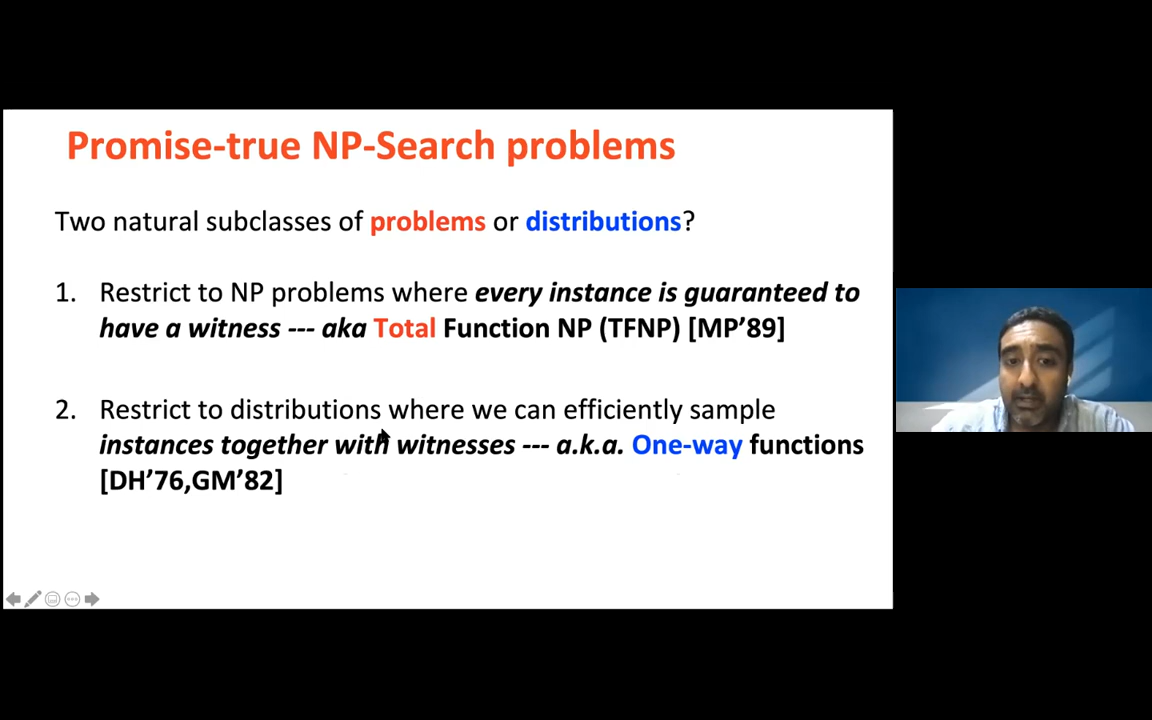 Promise-true NP-Search problems
Two natural subclasses of problems or distributions?
1. Restrict to NP problems where every instance is guaranteed to
have a witness --- aka Total Function NP (TFNP) [MP’89]
2. Restrict to distributions where we can efficiently sample
instances together with witnesses --- a.k.a. One-way functions
[DH’76,GM’82]